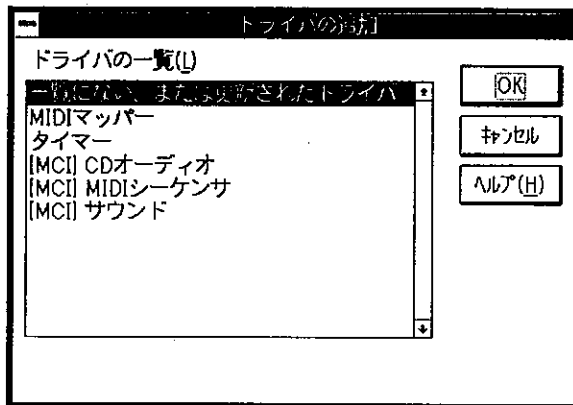 ドライバの追加
ドライバの一覧(L)
一覧にない、または更新されたドライバ
MIDIマッパー
タイマー
[MCI] CDオーディオ
[MCI] MIDIシーケンサ
[MCI] サウンド
OK
キャンセル
ヘルプ(H)